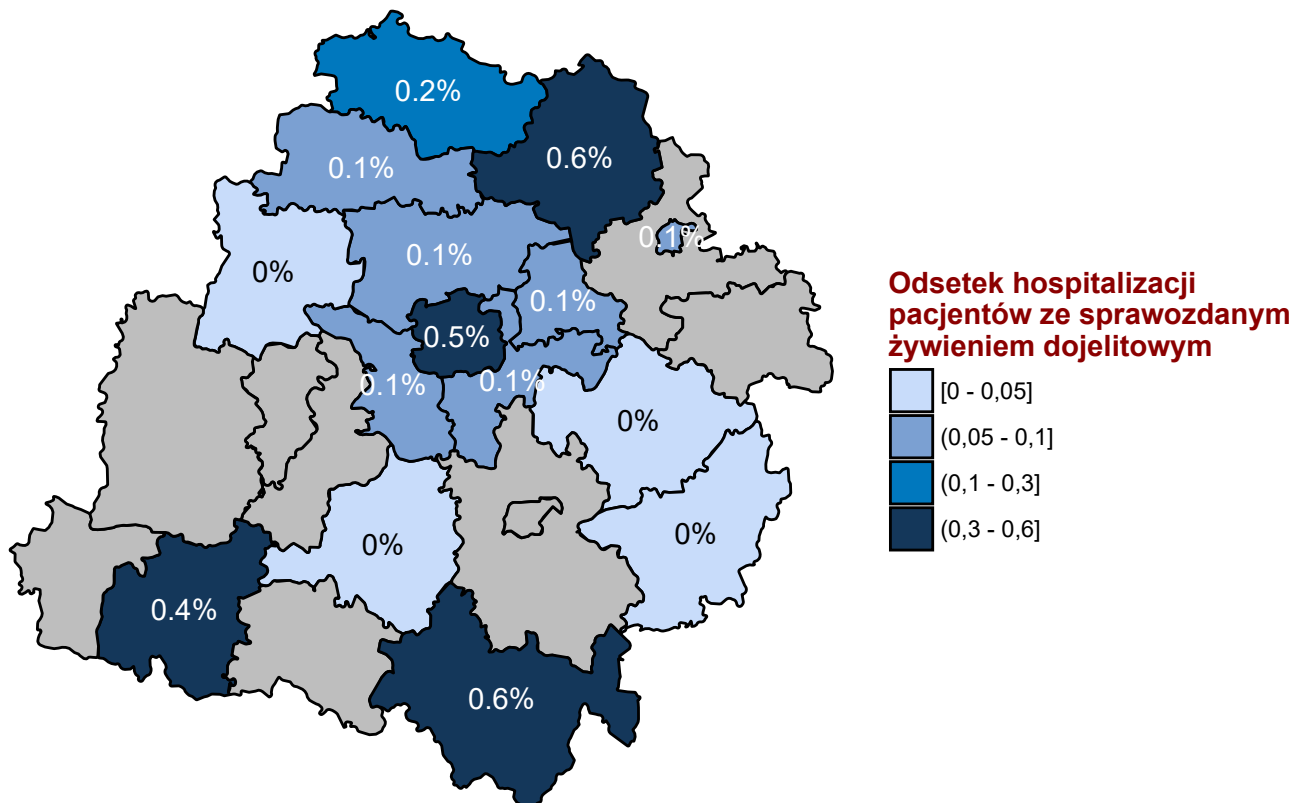 0.2%
0.6%
0.1%
0.1%
0.1%
0%
0.1%
0.5%
0.1%
0.1%
0%
0%
0%
0.4%
0.6%
Odsetek hospitalizacji
pacjentów ze sprawozdanym
żywieniem dojelitowym
[0 - 0,05]
(0,05 - 0,1]
(0,1 - 0,3]
(0,3 - 0,6]